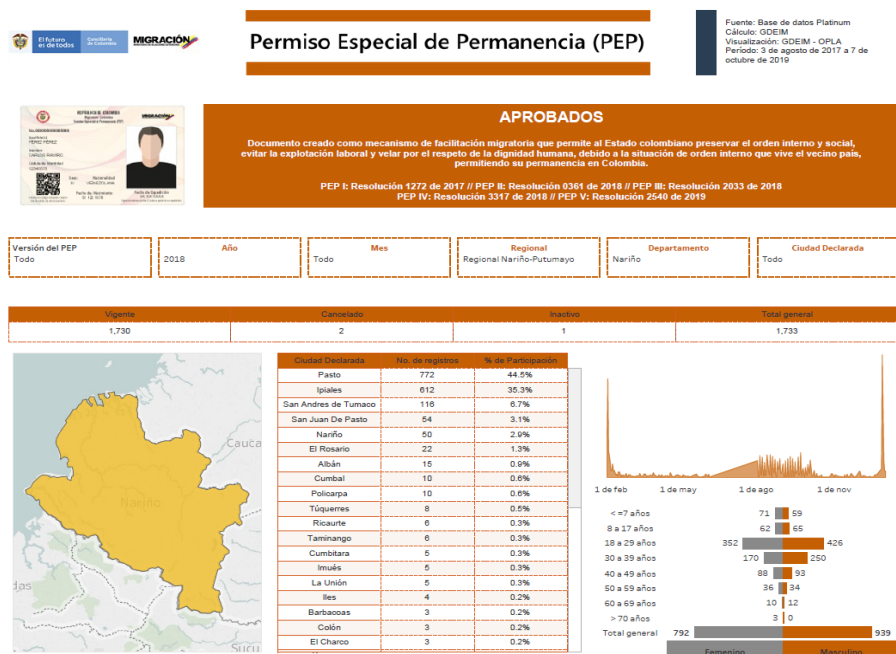 El futuro
es de todos
Cancillería
de Colombia
MIGRACIÓN
Permiso Especial de Permanencia (PEP)
Fuente: Base de datos Platinum
Cálculo: GDEIM
Visualización: GDEIM - OPLA
Período: 3 de agosto de 2017 a 7 de
octubre de 2019
REPÚBLICA DE COLOMBIA
MIGRACIÓN
PÉREZ PÉREZ
CARLOS RAMIRO
VENEZOLANA
APROBADOS
Documento creado como mecanismo de facilitación migratoria que permite al Estado colombiano preservar el orden interno y social,
evitar la explotación laboral y velar por el respeto de la dignidad humana, debido a la situación de orden interno que vive el vecino país,
permitiendo su permanencia en Colombia.
PEP I: Resolución 1272 de 2017 // PEP II: Resolución 0361 de 2018 // PEP III: Resolución 2033 de 2018
PEP IV: Resolución 3317 de 2018 // PEP V: Resolución 2540 de 2019
Versión del PEP
Todo
Año
2018
Mes
Todo
Regional
Regional Nariño-Putumayo
Departamento
Nariño
Ciudad Declarada
Todo
Vigente Cancelado Inactivo Total general
1,730 2 1 1,733
Cauca
Nariño
das
Sucu
Ciudad Declarada No. de registros % de Participación
Pasto 772 44.5%
Ipiales 612 35.3%
San Andres de Tumaco 116 6.7%
San Juan De Pasto 54 3.1%
Nariño 50 2.9%
El Rosario 22 1.3%
Albán 15 0.9%
Cumbal 10 0.6%
Policarpa 10 0.6%
Túquerres 8 0.5%
Ricaurte 6 0.3%
Taminango 6 0.3%
Cumbitara 5 0.3%
Imués 5 0.3%
La Unión 5 0.3%
Iles 4 0.2%
Barbacoas 3 0.2%
Colón 3 0.2%
El Charco 3 0.2%
1 de feb 1 de may 1 de ago 1 de nov
<=7 años 71 59
8 a 17 años 62 65
18 a 29 años 352 426
30 a 39 años 170 250
40 a 49 años 88 93
50 a 59 años 36 34
60 a 69 años 10 12
> 70 años 3 0
Total general 792 939
Femenino Masculino